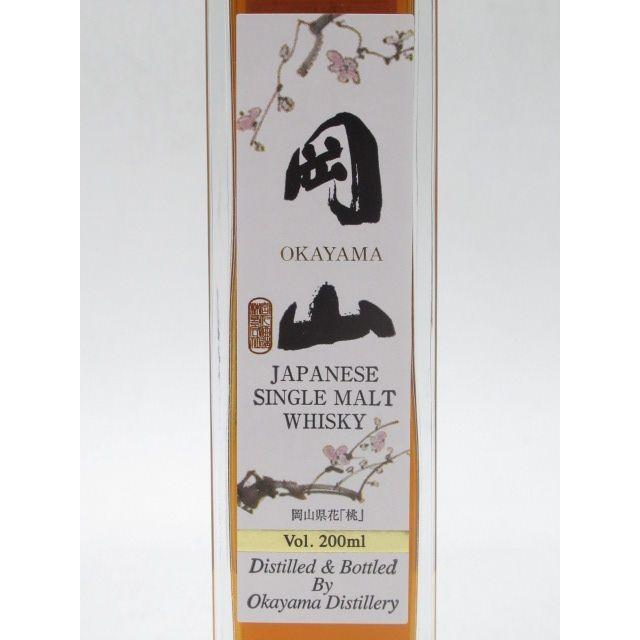 岡
OKAYAMA
山
JAPANESE
SINGLE MALT
WHISKY
岡山県花「桃」
Vol. 200ml
Distilled & Bottled
By
Okayama Distillery